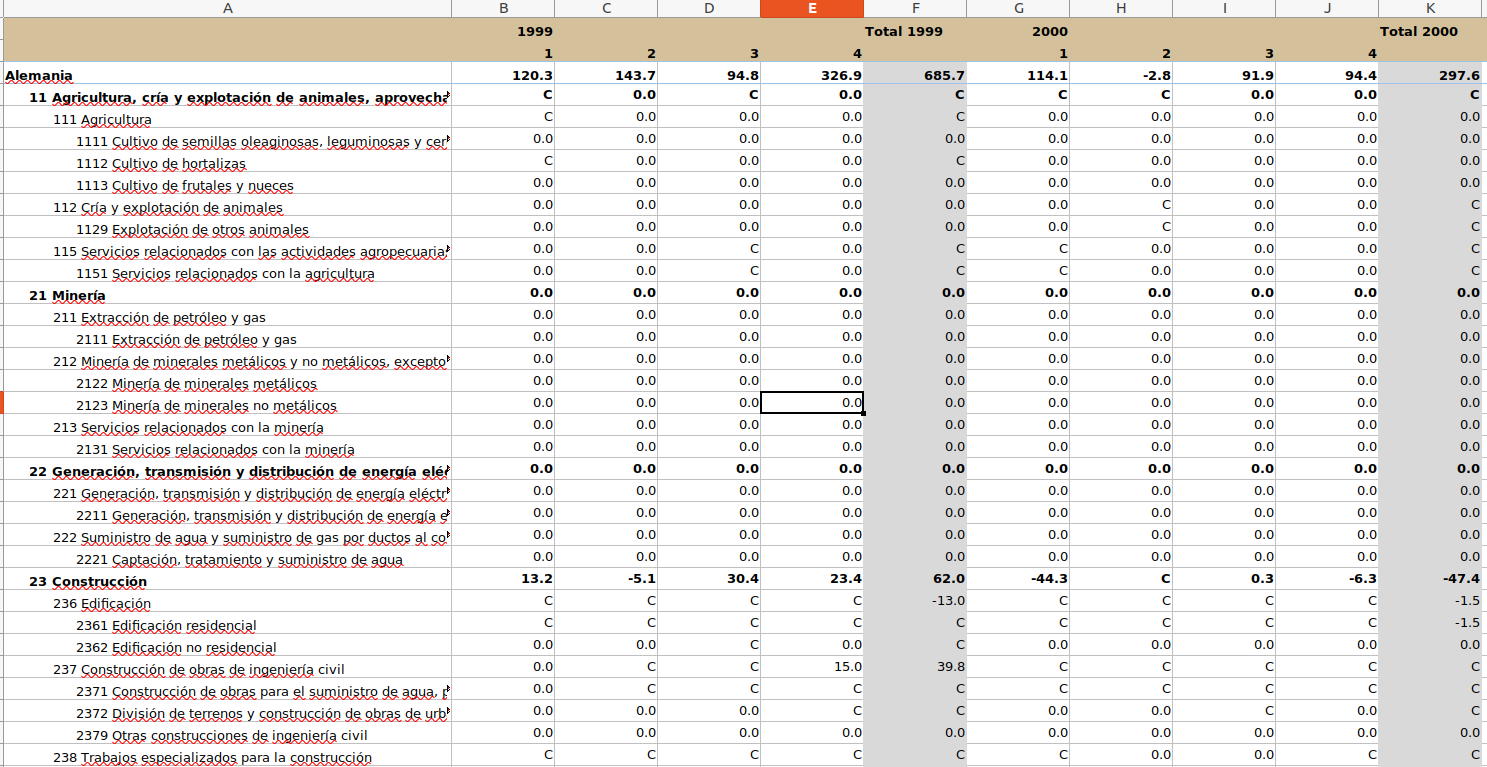 A B C D E F G H I J K
1999 Total 1999 2000 Total 2000
1 2 3 4 1 2 3 4
Alemania 120.3 143.7 94.8 326.9 685.7 114.1 -2.8 91.9 94.4 297.6
11 Agricultura, cría y explotación de animales, aprovecha C 0.0 C 0.0 C C C 0.0 0.0 C
111 Agricultura C 0.0 0.0 0.0 C 0.0 0.0 0.0 0.0 0.0
1111 Cultivo de semillas oleaginosas, leguminosas y cer 0.0 0.0 0.0 0.0 0.0 0.0 0.0 0.0 0.0 0.0
1112 Cultivo de hortalizas C 0.0 0.0 0.0 C 0.0 0.0 0.0 0.0 0.0
1113 Cultivo de frutales y nueces 0.0 0.0 0.0 0.0 0.0 0.0 0.0 0.0 0.0 0.0
112 Cría y explotación de animales 0.0 0.0 0.0 0.0 0.0 0.0 C 0.0 0.0 C
1129 Explotación de otros animales 0.0 0.0 0.0 0.0 0.0 0.0 C 0.0 0.0 C
115 Servicios relacionados con las actividades agropecuaria 0.0 0.0 C 0.0 C C 0.0 0.0 0.0 C
1151 Servicios relacionados con la agricultura 0.0 0.0 C 0.0 C C 0.0 0.0 0.0 C
21 Minería 0.0 0.0 0.0 0.0 0.0 0.0 0.0 0.0 0.0 0.0
211 Extracción de petróleo y gas 0.0 0.0 0.0 0.0 0.0 0.0 0.0 0.0 0.0 0.0
2111 Extracción de petróleo y gas 0.0 0.0 0.0 0.0 0.0 0.0 0.0 0.0 0.0 0.0
212 Minería de minerales metálicos y no metálicos, excepto 0.0 0.0 0.0 0.0 0.0 0.0 0.0 0.0 0.0 0.0
2122 Minería de minerales metálicos 0.0 0.0 0.0 0.0 0.0 0.0 0.0 0.0 0.0 0.0
2123 Minería de minerales no metálicos 0.0 0.0 0.0 0.0 0.0 0.0 0.0 0.0 0.0 0.0
213 Servicios relacionados con la minería 0.0 0.0 0.0 0.0 0.0 0.0 0.0 0.0 0.0 0.0
2131 Servicios relacionados con la minería 0.0 0.0 0.0 0.0 0.0 0.0 0.0 0.0 0.0 0.0
22 Generación, transmisión y distribución de energía eléc 0.0 0.0 0.0 0.0 0.0 0.0 0.0 0.0 0.0 0.0
221 Generación, transmisión y distribución de energía eléctr 0.0 0.0 0.0 0.0 0.0 0.0 0.0 0.0 0.0 0.0
2211 Generación, transmisión y distribución de energía e 0.0 0.0 0.0 0.0 0.0 0.0 0.0 0.0 0.0 0.0
222 Suministro de agua y suministro de gas por ductos al co 0.0 0.0 0.0 0.0 0.0 0.0 0.0 0.0 0.0 0.0
2221 Captación, tratamiento y suministro de agua 0.0 0.0 0.0 0.0 0.0 0.0 0.0 0.0 0.0 0.0
23 Construcción 13.2 -5.1 30.4 23.4 62.0 -44.3 C 0.3 -6.3 -47.4
236 Edificación C C C C -13.0 C C C C -1.5
2361 Edificación residencial C C C C C C C C C -1.5
2362 Edificación no residencial 0.0 0.0 C 0.0 C 0.0 0.0 0.0 0.0 0.0
237 Construcción de obras de ingeniería civil 0.0 C C 15.0 39.8 C C C C C
2371 Construcción de obras para el suministro de agua, p 0.0 C C C C C C C C C
2372 División de terrenos y construcción de obras de urb 0.0 0.0 0.0 C C 0.0 0.0 C 0.0 C
2379 Otras construcciones de ingeniería civil 0.0 0.0 0.0 0.0 0.0 0.0 0.0 0.0 0.0 0.0
238 Trabajos especializados para la construcción C C C C C C 0.0 0.0 C C